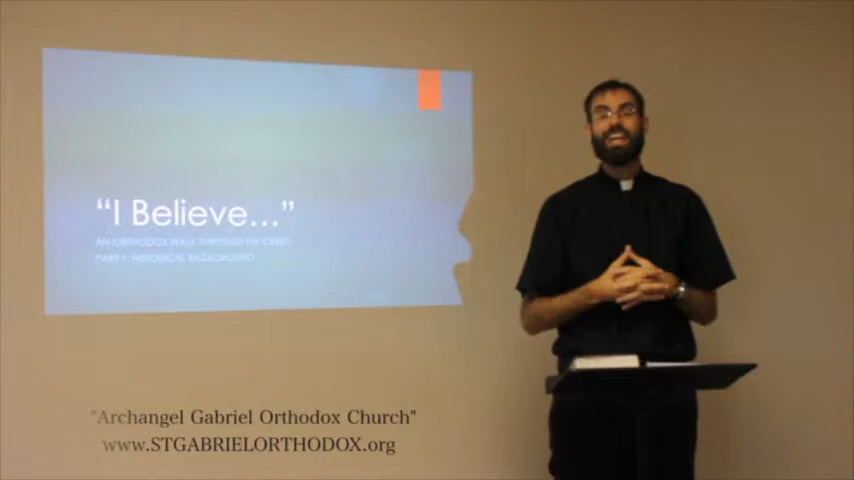 “I Believe...”
AN ORTHODOX WALK THROUGH THE CREED
PART 1: HISTORICAL BACKGROUND
"Archangel Gabriel Orthodox Church"
www.STGABRIELORTHODOX.org